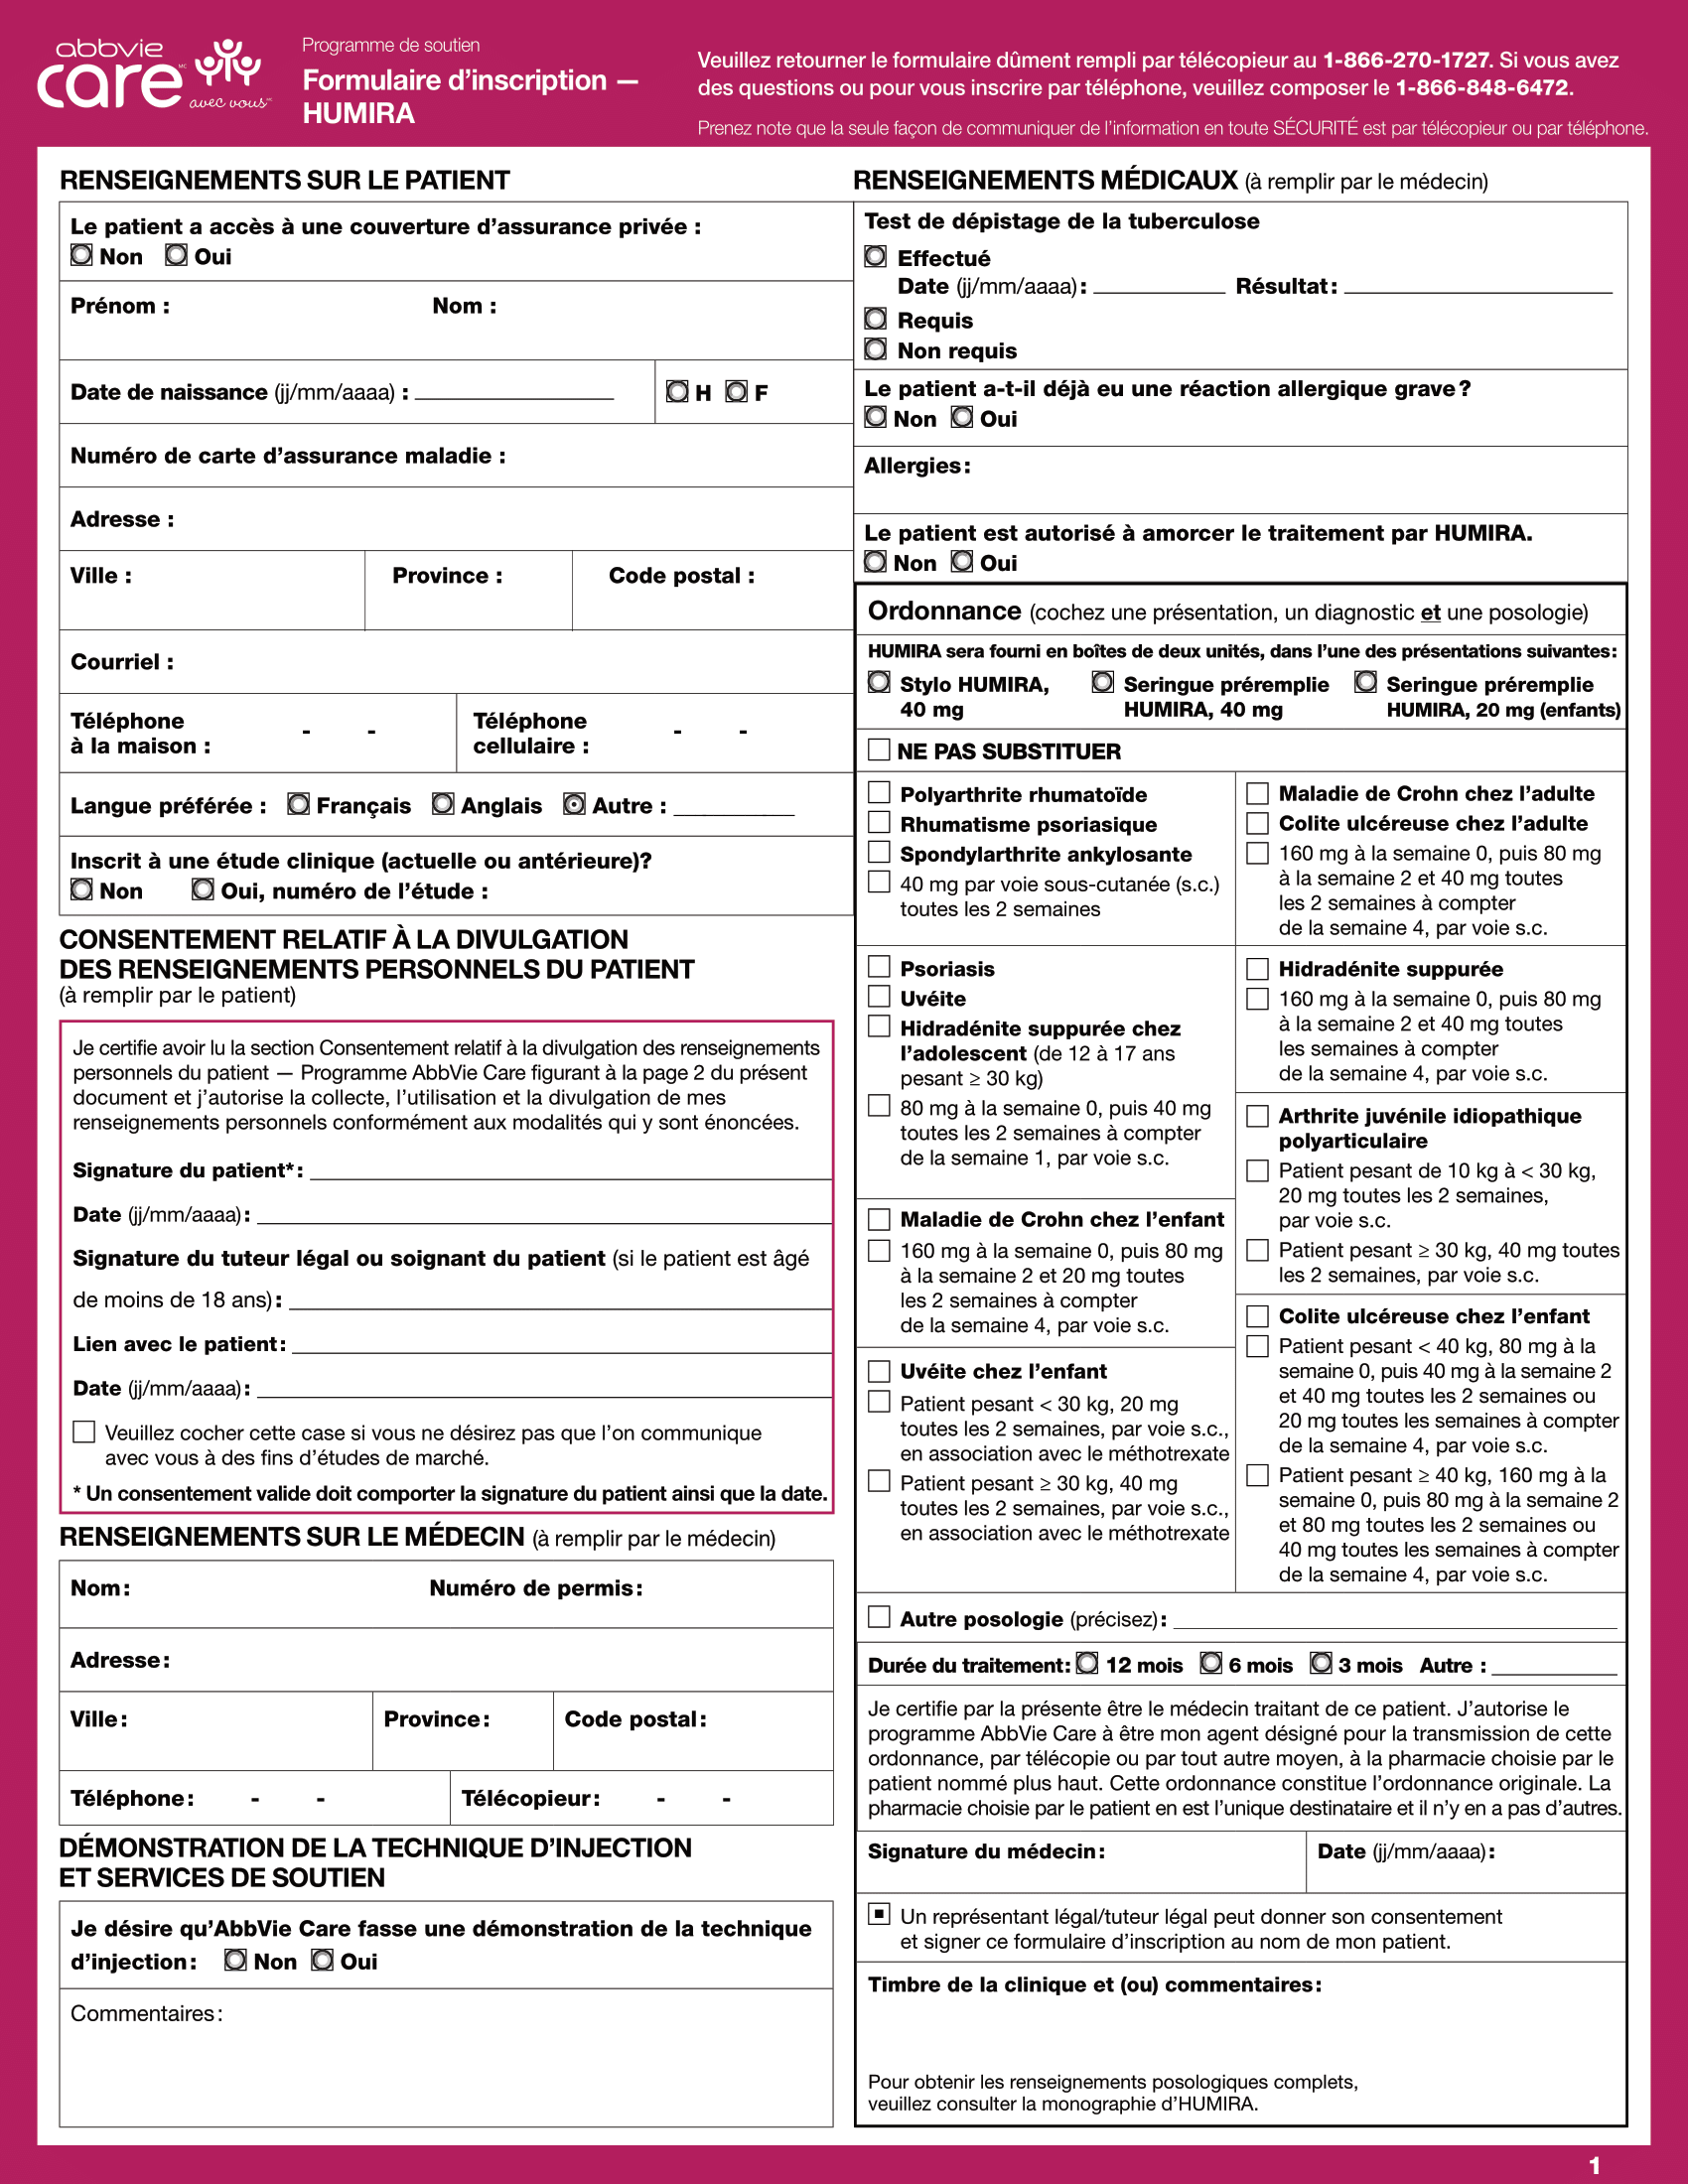 abbvie
care MC
avec vous MC
Programme de soutien
Formulaire d’inscription —
HUMIRA
Veuillez retourner le formulaire dûment rempli par télécopieur au 1-866-270-1727. Si vous avez
des questions ou pour vous inscrire par téléphone, veuillez composer le 1-866-848-6472.
Prenez note que la seule façon de communiquer de l’information en toute SÉCURITÉ est par télécopieur ou par téléphone.
RENSEIGNEMENTS SUR LE PATIENT
Le patient a accès à une couverture d’assurance privée :
Non Oui
Prénom : Nom :
Date de naissance (jj/mm/aaaa) : H F
Numéro de carte d’assurance maladie :
Adresse :
Ville : Province : Code postal :
Courriel :
Téléphone
à la maison : - -
Téléphone
cellulaire : - -
Langue préférée : Français Anglais Autre :
Inscrit à une étude clinique (actuelle ou antérieure)?
Non Oui, numéro de l’étude :
CONSENTEMENT RELATIF À LA DIVULGATION
DES RENSEIGNEMENTS PERSONNELS DU PATIENT
(à remplir par le patient)
Je certifie avoir lu la section Consentement relatif à la divulgation des renseignements
personnels du patient — Programme AbbVie Care figurant à la page 2 du présent
document et j’autorise la collecte, l’utilisation et la divulgation de mes
renseignements personnels conformément aux modalités qui y sont énoncées.
Signature du patient*:
Date (jj/mm/aaaa):
Signature du tuteur légal ou soignant du patient (si le patient est âgé
de moins de 18 ans):
Lien avec le patient:
Date (jj/mm/aaaa):
Veuillez cocher cette case si vous ne désirez pas que l’on communique
avec vous à des fins d’études de marché.
* Un consentement valide doit comporter la signature du patient ainsi que la date.
RENSEIGNEMENTS SUR LE MÉDECIN (à remplir par le médecin)
Nom: Numéro de permis:
Adresse:
Ville: Province: Code postal:
Téléphone: - - Télécopieur: - -
DÉMONSTRATION DE LA TECHNIQUE D’INJECTION
ET SERVICES DE SOUTIEN
Je désire qu’AbbVie Care fasse une démonstration de la technique
d’injection: Non Oui
Commentaires:
RENSEIGNEMENTS MÉDICAUX (à remplir par le médecin)
Test de dépistage de la tuberculose
Effectué
Date (jj/mm/aaaa): Résultat:
Requis
Non requis
Le patient a-t-il déjà eu une réaction allergique grave?
Non Oui
Allergies:
Le patient est autorisé à amorcer le traitement par HUMIRA.
Non Oui
Ordonnance (cochez une présentation, un diagnostic et une posologie)
HUMIRA sera fourni en boîtes de deux unités, dans l’une des présentations suivantes:
Stylo HUMIRA,
40 mg
Seringue préremplie
HUMIRA, 40 mg
Seringue préremplie
HUMIRA, 20 mg (enfants)
NE PAS SUBSTITUER
Polyarthrite rhumatoïde
Rhumatisme psoriasique
Spondylarthrite ankylosante
40 mg par voie sous-cutanée (s.c.)
toutes les 2 semaines
Psoriasis
Uvéite
Hidradénite suppurée chez
l’adolescent (de 12 à 17 ans
pesant ≥ 30 kg)
80 mg à la semaine 0, puis 40 mg
toutes les 2 semaines à compter
de la semaine 1, par voie s.c.
Maladie de Crohn chez l’enfant
160 mg à la semaine 0, puis 80 mg
à la semaine 2 et 20 mg toutes
les 2 semaines à compter
de la semaine 4, par voie s.c.
Uvéite chez l’enfant
Patient pesant < 30 kg, 20 mg
toutes les 2 semaines, par voie s.c.,
en association avec le méthotrexate
Patient pesant ≥ 30 kg, 40 mg
toutes les 2 semaines, par voie s.c.,
en association avec le méthotrexate
Maladie de Crohn chez l’adulte
Colite ulcéreuse chez l’adulte
160 mg à la semaine 0, puis 80 mg
à la semaine 2 et 40 mg toutes
les 2 semaines à compter
de la semaine 4, par voie s.c.
Hidradénite suppurée
160 mg à la semaine 0, puis 80 mg
à la semaine 2 et 40 mg toutes
les semaines à compter
de la semaine 4, par voie s.c.
Arthrite juvénile idiopathique
polyarticulaire
Patient pesant de 10 kg à < 30 kg,
20 mg toutes les 2 semaines,
par voie s.c.
Patient pesant ≥ 30 kg, 40 mg toutes
les 2 semaines, par voie s.c.
Colite ulcéreuse chez l’enfant
Patient pesant < 40 kg, 80 mg à la
semaine 0, puis 40 mg à la semaine 2
et 40 mg toutes les 2 semaines ou
20 mg toutes les semaines à compter
de la semaine 4, par voie s.c.
Patient pesant ≥ 40 kg, 160 mg à la
semaine 0, puis 80 mg à la semaine 2
et 80 mg toutes les 2 semaines ou
40 mg toutes les semaines à compter
de la semaine 4, par voie s.c.
Autre posologie (précisez):
Durée du traitement: 12 mois 6 mois 3 mois Autre :
Je certifie par la présente être le médecin traitant de ce patient. J’autorise le
programme AbbVie Care à être mon agent désigné pour la transmission de cette
ordonnance, par télécopie ou par tout autre moyen, à la pharmacie choisie par le
patient nommé plus haut. Cette ordonnance constitue l’ordonnance originale. La
pharmacie choisie par le patient en est l’unique destinataire et il n’y en a pas d’autres.
Signature du médecin: Date (jj/mm/aaaa):
Un représentant légal/tuteur légal peut donner son consentement
et signer ce formulaire d’inscription au nom de mon patient.
Timbre de la clinique et (ou) commentaires:
Pour obtenir les renseignements posologiques complets,
veuillez consulter la monographie d’HUMIRA.
1